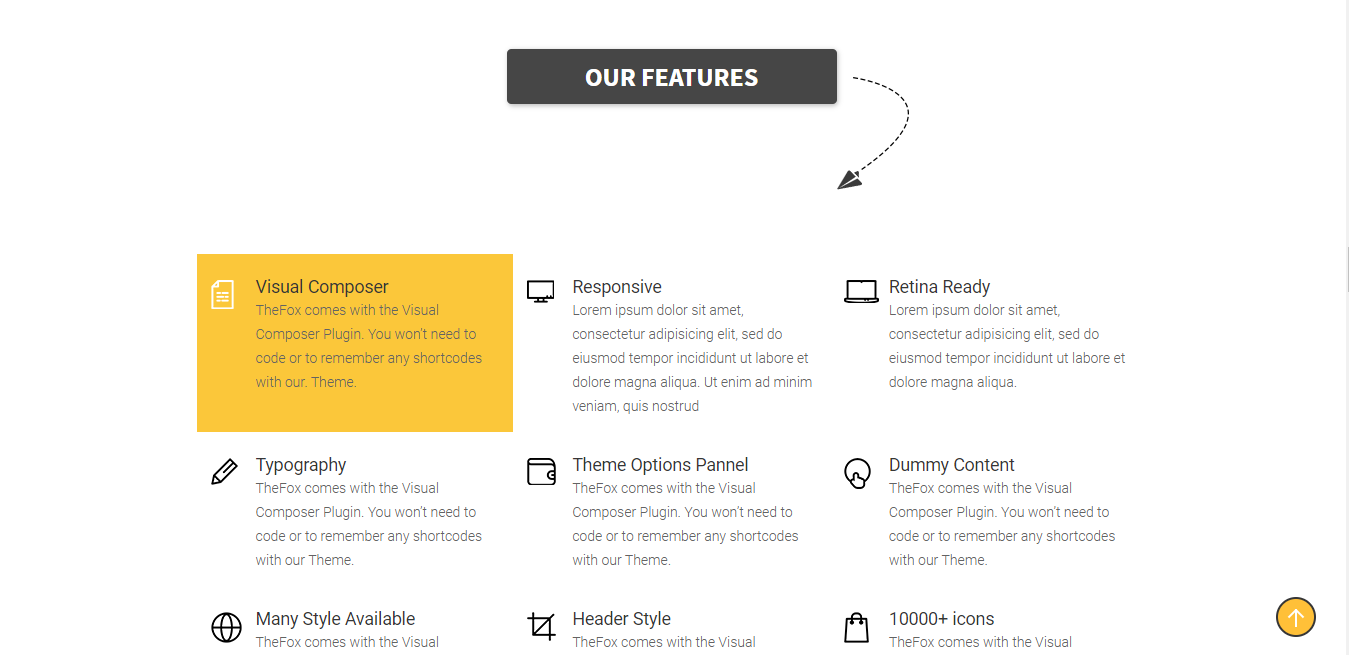 OUR FEATURES
Visual Composer
TheFox comes with the Visual
Composer Plugin. You won't need to
code or to remember any shortcodes
with our. Theme.
Responsive
Lorem ipsum dolor sit amet,
consectetur adipisicing elit, sed do
eiusmod tempor incididunt ut labore et
dolore magna aliqua. Ut enim ad minim
veniam, quis nostrud
Retina Ready
Lorem ipsum dolor sit amet,
consectetur adipisicing elit, sed do
eiusmod tempor incididunt ut labore et
dolore magna aliqua.
Typography
TheFox comes with the Visual
Composer Plugin. You won't need to
code or to remember any shortcodes
with our Theme.
Theme Options Pannel
TheFox comes with the Visual
Composer Plugin. You won't need to
code or to remember any shortcodes
with our Theme.
Dummy Content
TheFox comes with the Visual
Composer Plugin. You won't need to
code or to remember any shortcodes
with our Theme.
Many Style Available
TheFox comes with the Visual
Header Style
TheFox comes with the Visual
10000+ icons
TheFox comes with the Visual